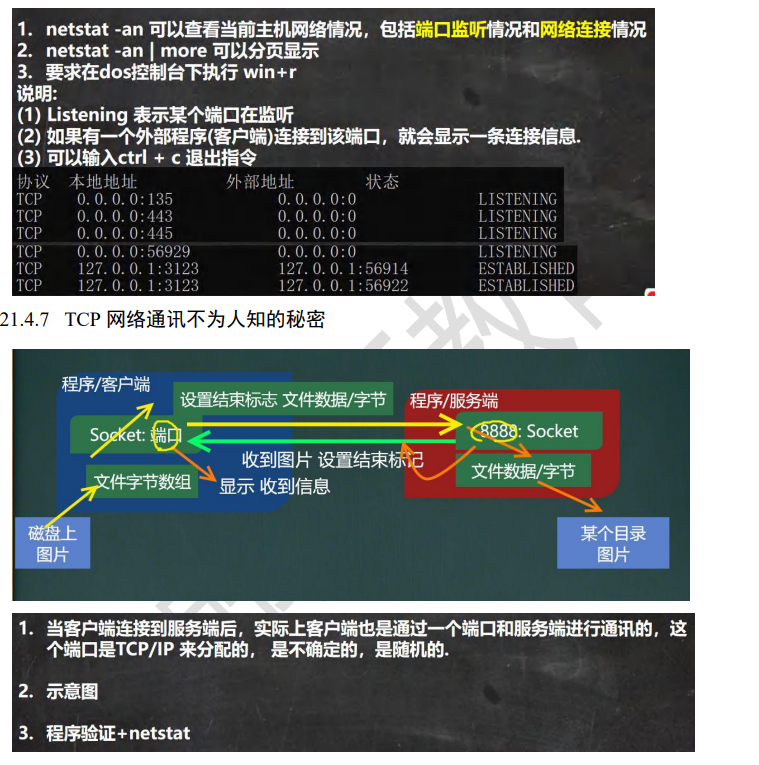 1. netstat -an 可以查看当前主机网络情况，包括端口监听情况和网络连接情况
2. netstat -an | more 可以分页显示
3. 要求在dos控制台下执行 win+r
说明:
(1) Listening 表示某个端口在监听
(2) 如果有一个外部程序(客户端)连接到该端口，就会显示一条连接信息.
(3) 可以输入ctrl + c 退出指令
协议 本地地址 外部地址 状态
TCP 0.0.0.0:135 0.0.0.0:0 LISTENING
TCP 0.0.0.0:443 0.0.0.0:0 LISTENING
TCP 0.0.0.0:445 0.0.0.0:0 LISTENING
TCP 0.0.0.0:56929 0.0.0.0:0 LISTENING
TCP 127.0.0.1:3123 127.0.0.1:56914 ESTABLISHED
TCP 127.0.0.1:3123 127.0.0.1:56922 ESTABLISHED
21.4.7 TCP 网络通讯不为人知的秘密
程序/客户端
设置结束标志 文件数据/字节
程序/服务端
Socket: 端口
8888: Socket
收到图片 设置结束标记
文件字节数组
显示 收到信息
文件数据/字节
磁盘上
图片
某个目录
图片
1. 当客户端连接到服务端后，实际上客户端也是通过一个端口和服务端进行通讯的，这
个端口是TCP/IP 来分配的， 是不确定的，是随机的.
2. 示意图
3. 程序验证+netstat